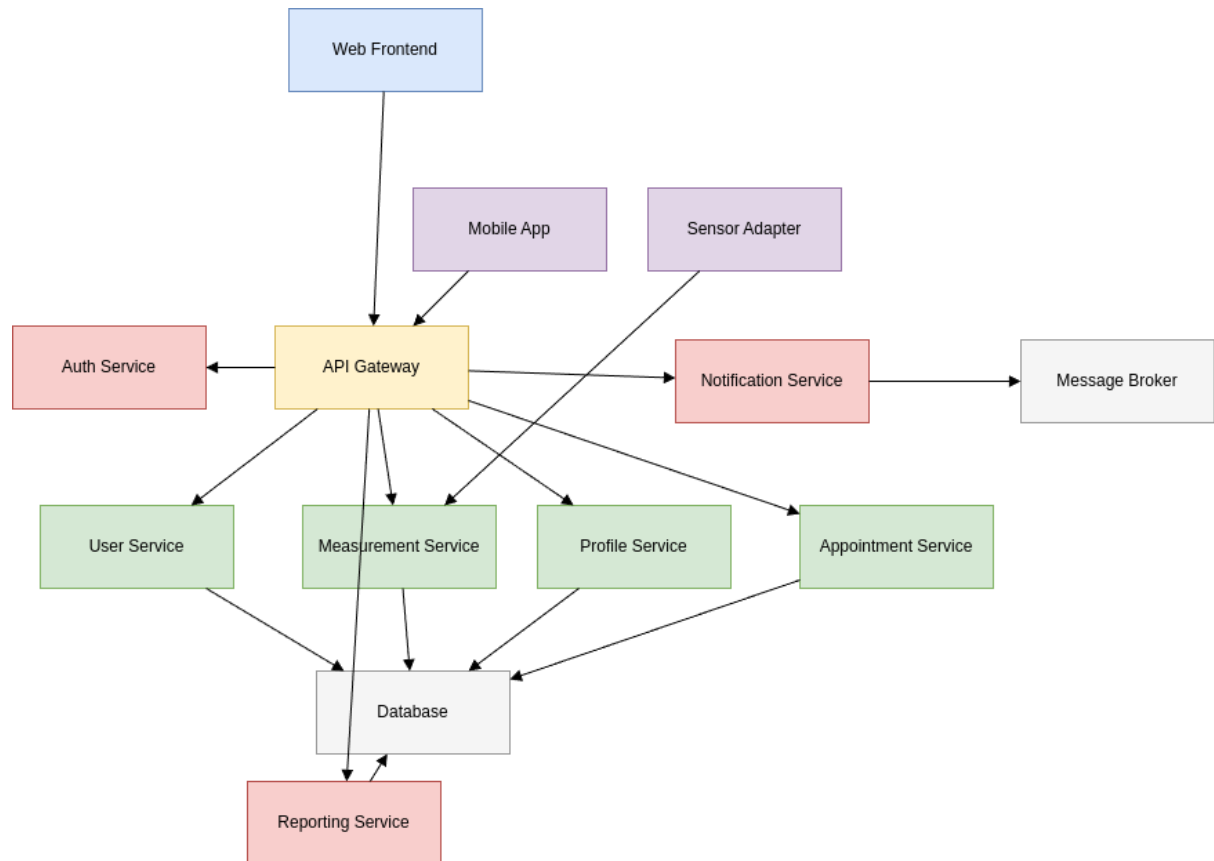 Web Frontend
Mobile App
Sensor Adapter
Auth Service
API Gateway
Notification Service
Message Broker
User Service
Measurement Service
Profile Service
Appointment Service
Database
Reporting Service